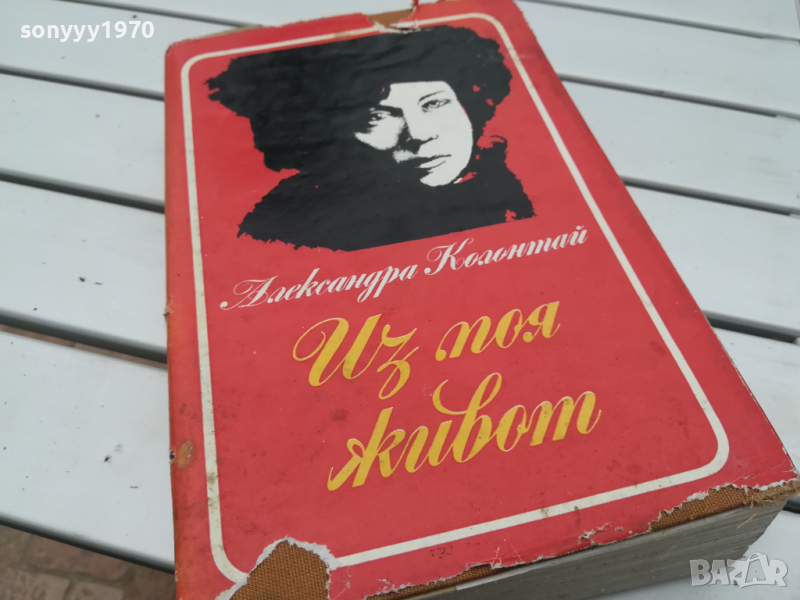 sonyyy1970
Александра Колонтай
Из моя
живот
BAZAR